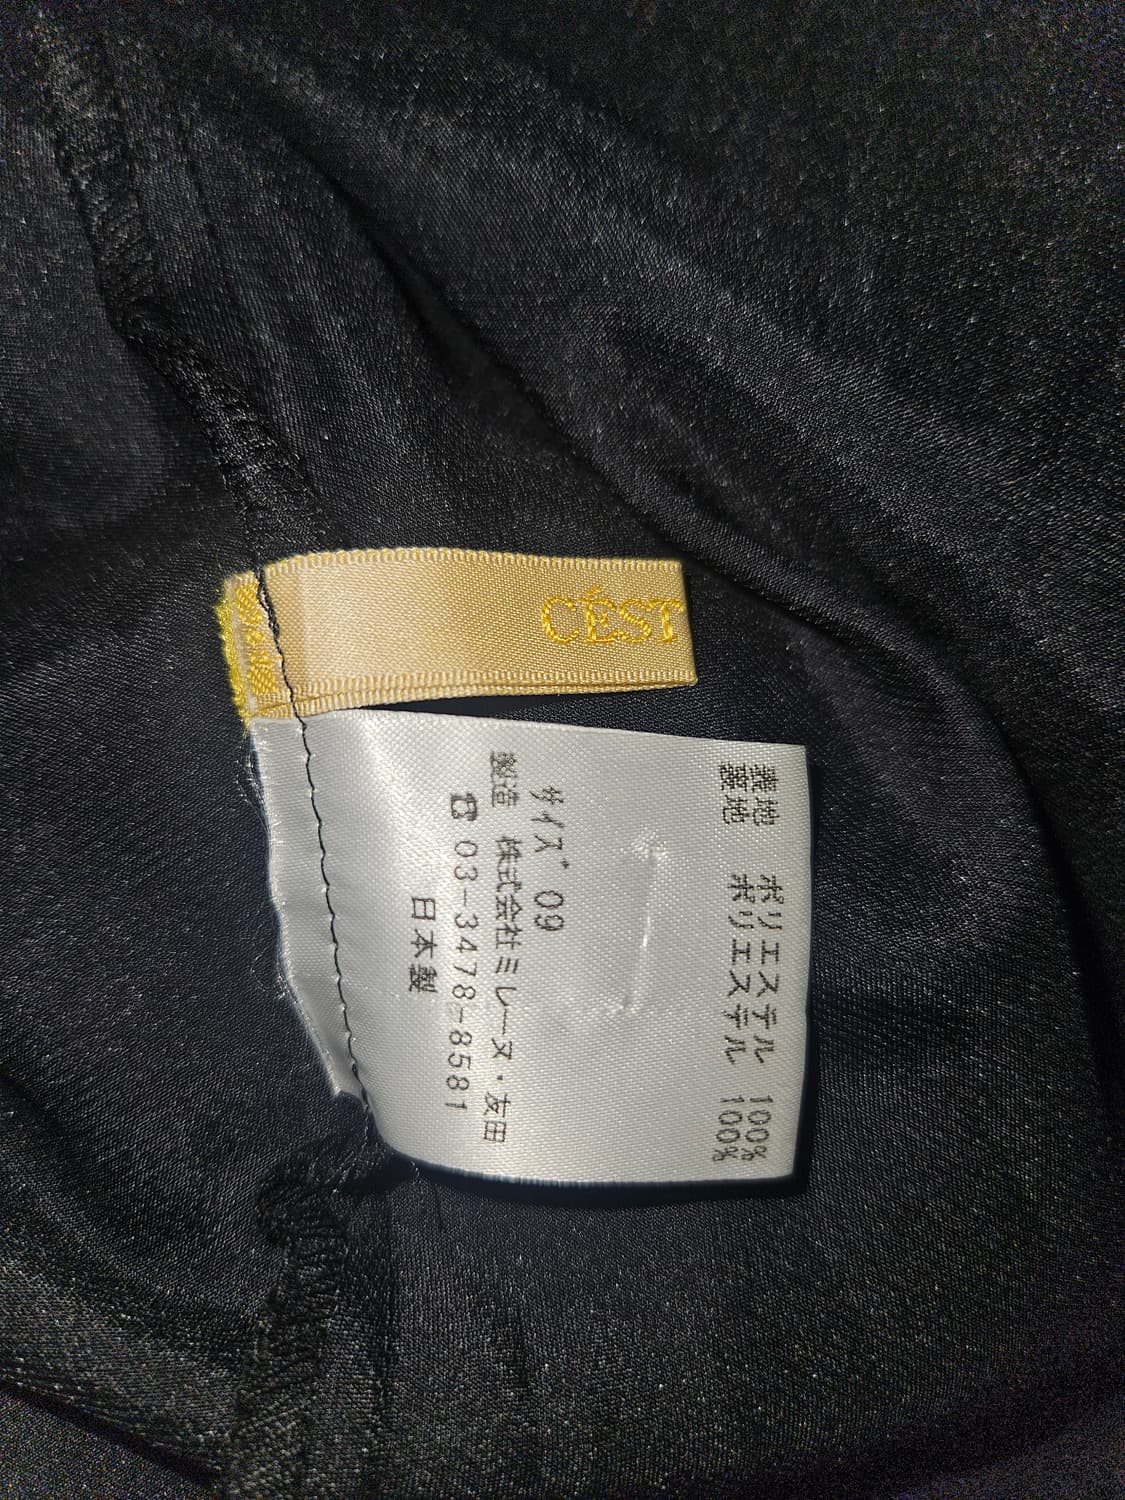 CÉST
表地 ポリエステル 100%
裏地 ポリエステル 100%
サイズ 09
製造 株式会社ミレーヌ・友田
☎03-3478-8581
日本製